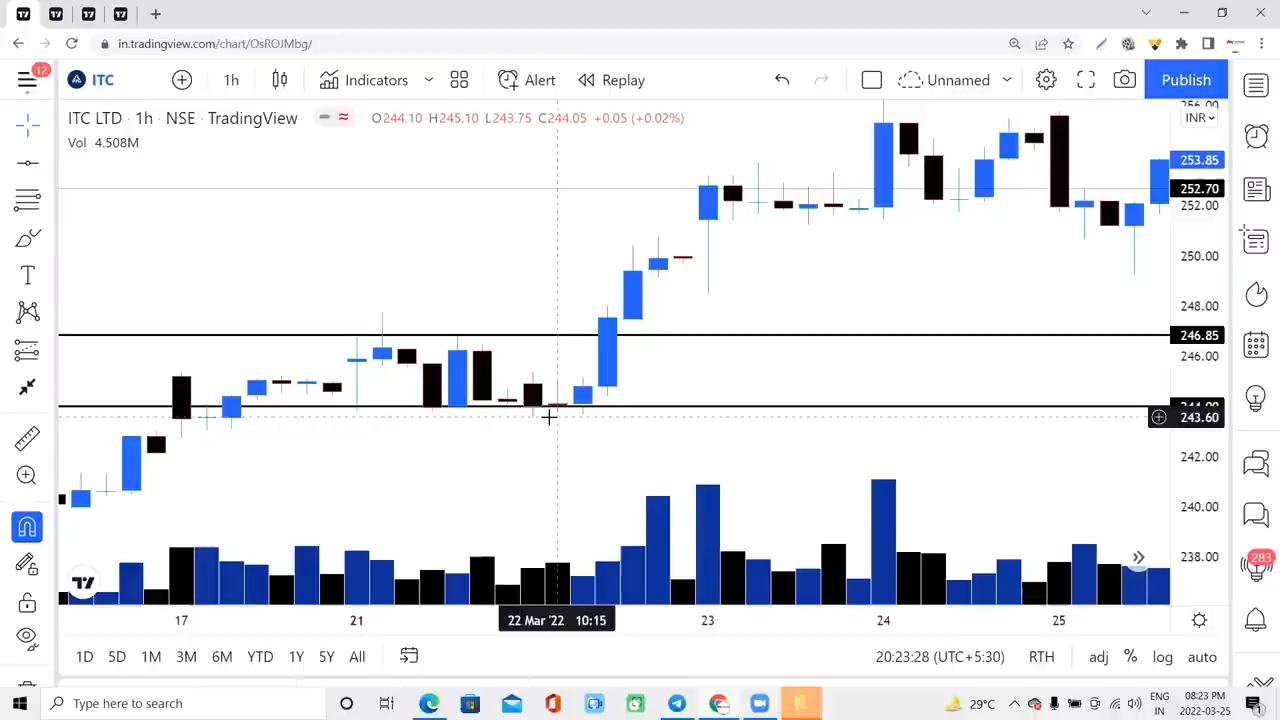 in.tradingview.com/chart/OsROJMbg/
12
ITC
1h
Indicators
Alert
Replay
Unnamed
Publish
ITC LTD · 1h · NSE · TradingView
O244.10 H245.10 L243.75 C244.05 +0.05 (+0.02%)
Vol 4.508M
256.00
INR
253.85
252.70
252.00
250.00
248.00
246.85
246.00
244.00
243.60
242.00
240.00
238.00
283
17
21
22 Mar '22 10:15
23
24
25
1D 5D 1M 3M 6M YTD 1Y 5Y All
20:23:28 (UTC+5:30)
RTH
adj % log auto
Type here to search
29°C
ENG
IN
08:23 PM
2022-03-25